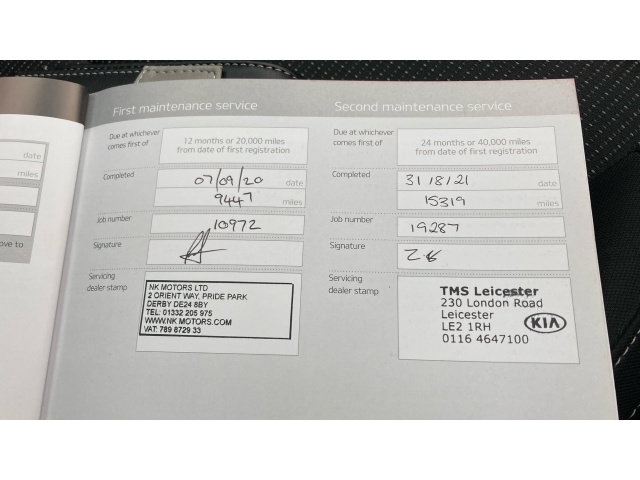 First maintenance service
Due at whichever comes first of
12 months or 20,000 miles
from date of first registration
Completed
07/09/20 date
9447 miles
Job number
10972
Signature
Servicing
dealer stamp
NK MOTORS LTD
2 ORIENT WAY, PRIDE PARK
DERBY DE24 8BY
TEL: 01332 205 975
WWW.NK MOTORS.COM
VAT: 789 8729 33
Second maintenance service
Due at whichever
comes first of
24 months or 40,000 miles
from date of first registration
Completed
31/8/21 date
15319 miles
Job number
19287
Signature
Servicing
dealer stamp
TMS Leicester
230 London Road
Leicester
LE2 1RH
0116 4647100
KIA
date
miles
ove to